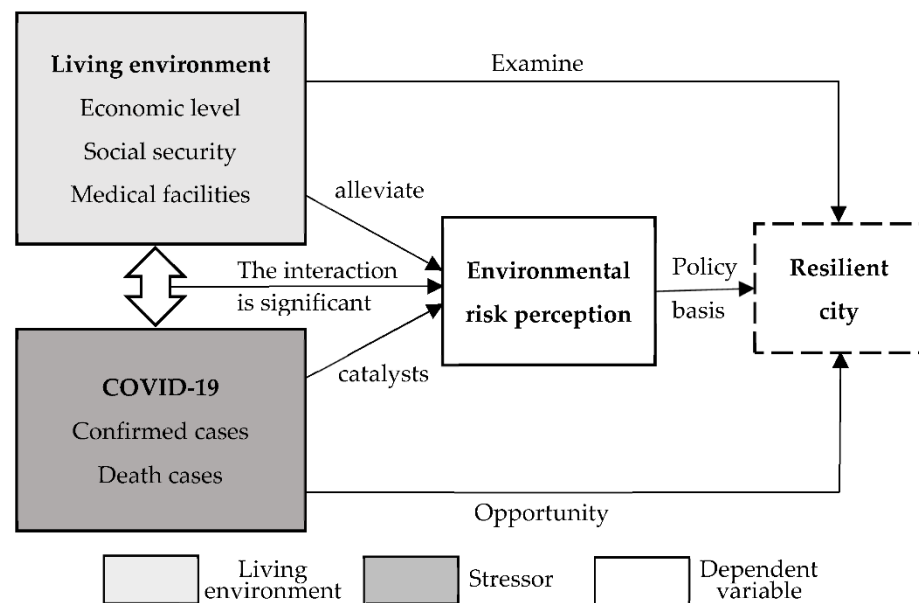 Living environment
Economic level
Social security
Medical facilities
Examine
alleviate
The interaction
is significant
Environmental
risk perception
Policy
basis
Resilient
city
COVID-19
Confirmed cases
Death cases
catalysts
Opportunity
Living
environment
Stressor
Dependent
variable